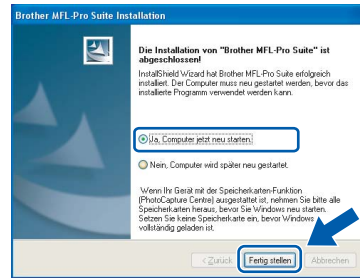 Brother MFL-Pro Suite Installation
Die Installation von "Brother MFL-Pro Suite" ist
abgeschlossen!
InstallShield Wizard hat Brother MFL-Pro Suite erfolgreich
installiert. Der Computer muss neu gestartet werden, bevor das
installierte Programm verwendet werden kann.
Ja, Computer jetzt neu starten.
Nein, Computer wird später neu gestartet.
Wenn Ihr Gerät mit der Speicherkarten-Funktion
(PhotoCapture Centre) ausgestattet ist, nehmen Sie bitte alle
Speicherkarten heraus, bevor Sie Windows neu starten.
Setzen Sie keine Speicherkarte ein, bevor Windows
vollständig geladen ist.
< Zurück Fertig stellen Abbrechen